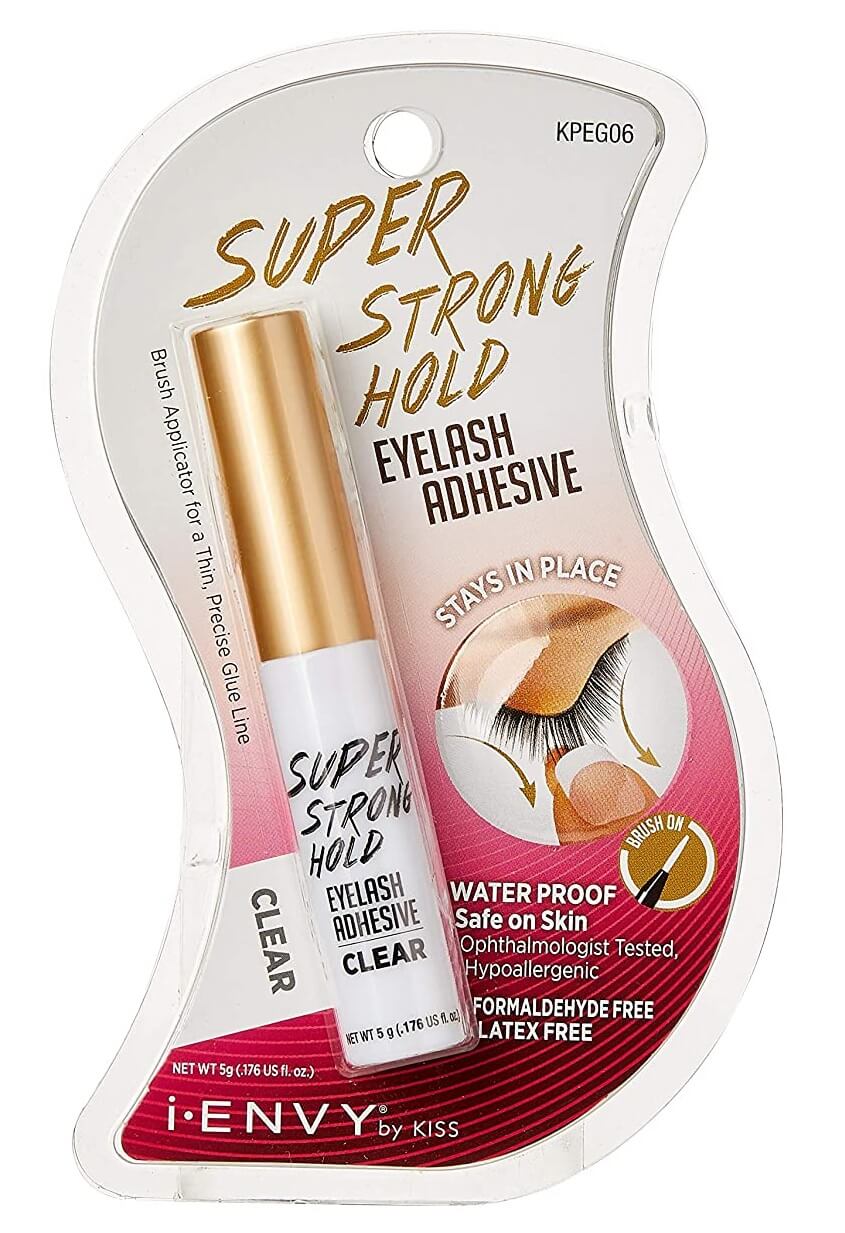 KPEG06
SUPER
STRONG
HOLD
EYELASH
ADHESIVE
Brush Applicator for a Thin, Precise Glue Line
STAYS IN PLACE
BRUSH ON
SUPER
STRONG
HOLD
EYELASH
ADHESIVE
CLEAR
NET WT 5 g (.176 US fl. oz.)
CLEAR
WATER PROOF
Safe on Skin
Ophthalmologist Tested,
Hypoallergenic
FORMALDEHYDE FREE
LATEX FREE
NET WT 5g (.176 US fl. oz.)
i•ENVY® by KISS